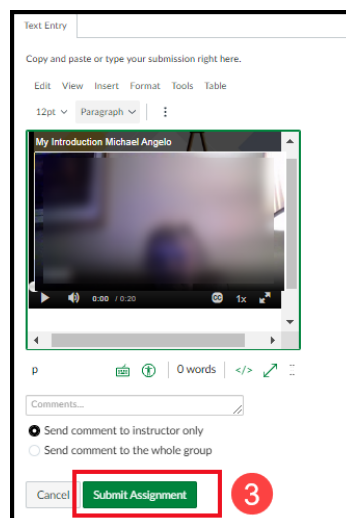 Text Entry
Copy and paste or type your submission right here.
Edit View Insert Format Tools Table
12pt Paragraph
My Introduction Michael Angelo
0:00 / 0:20 CC 1x
p 0 words </>
Comments...
Send comment to instructor only
Send comment to the whole group
Cancel Submit Assignment 3